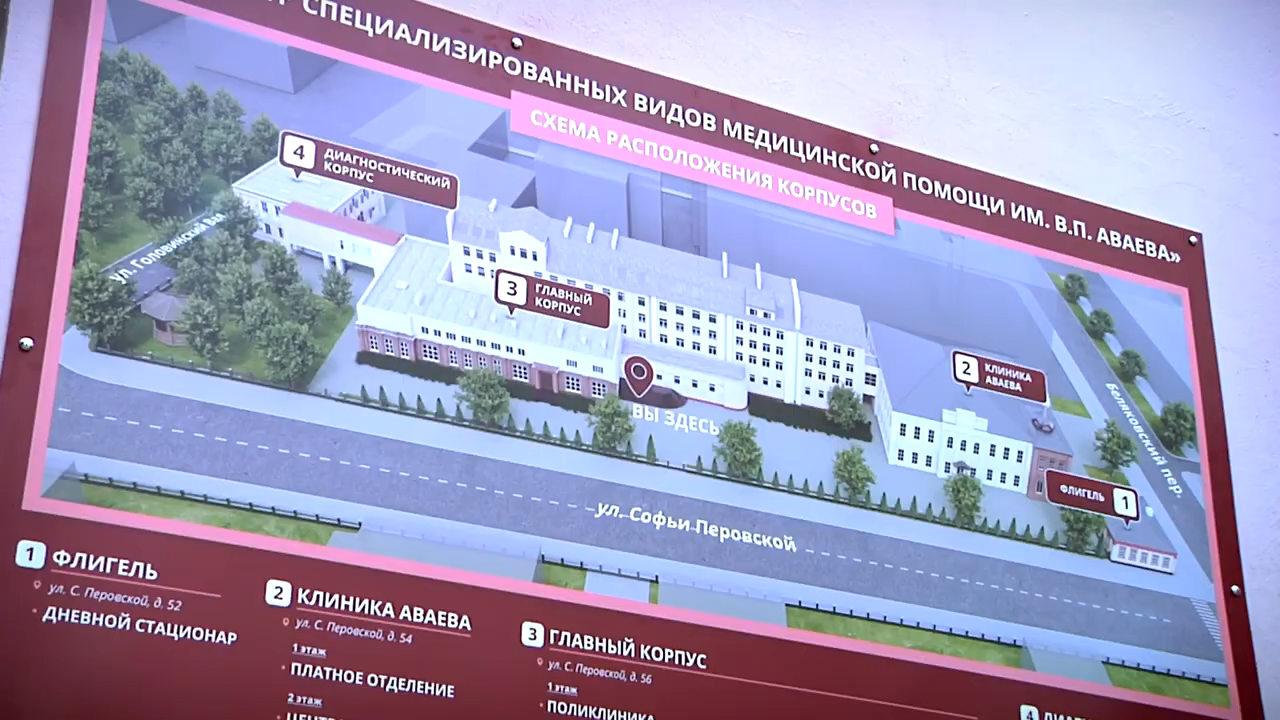 СПЕЦИАЛИЗИРОВАННЫХ ВИДОВ МЕДИЦИНСКОЙ ПОМОЩИ ИМ. В.П. АВАЕВА»
СХЕМА РАСПОЛОЖЕНИЯ КОРПУСОВ
4 ДИАГНОСТИЧЕСКИЙ
КОРПУС
ул. Головинский вал
3 ГЛАВНЫЙ
КОРПУС
2 КЛИНИКА
АВАЕВА
ВЫ ЗДЕСЬ
Беляковский пер.
ФЛИГЕЛЬ 1
ул. Софьи Перовской
1 ФЛИГЕЛЬ
ул. С. Перовской, д. 52
ДНЕВНОЙ СТАЦИОНАР
2 КЛИНИКА АВАЕВА
ул. С. Перовской, д. 54
1 этаж
ПЛАТНОЕ ОТДЕЛЕНИЕ
2 этаж
3 ГЛАВНЫЙ КОРПУС
ул. С. Перовской, д. 56
1 этаж
ПОЛИКЛИНИКА
4